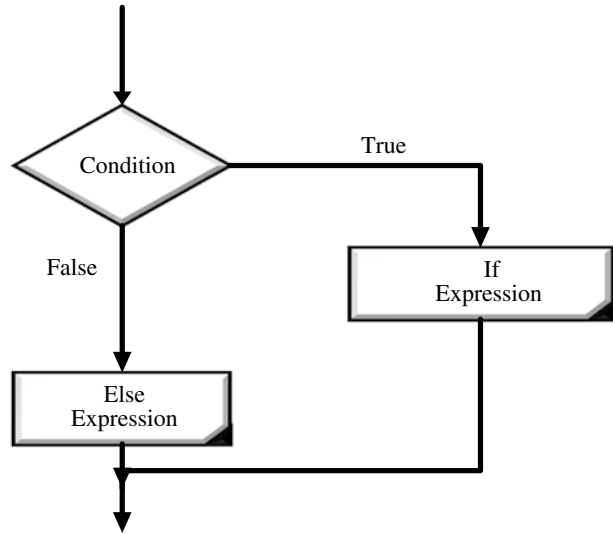 Condition
True
False
If
Expression
Else
Expression